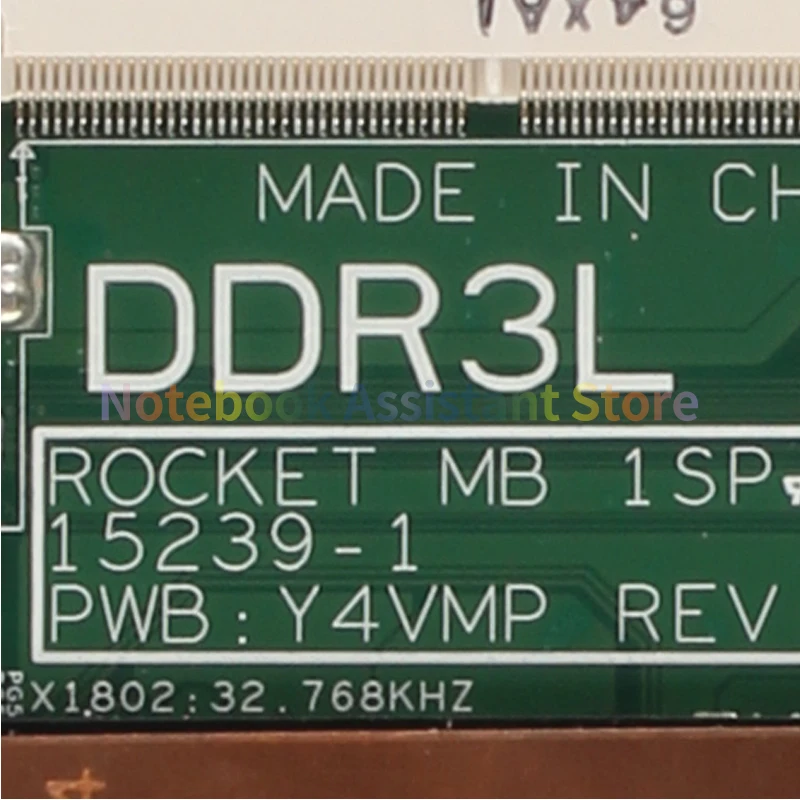 MADE IN CH
DDR3L
Notebook Assistant Store
ROCKET MB 1SP
15239-1
PWB: Y4VMP REV
X1802:32.768KHZ